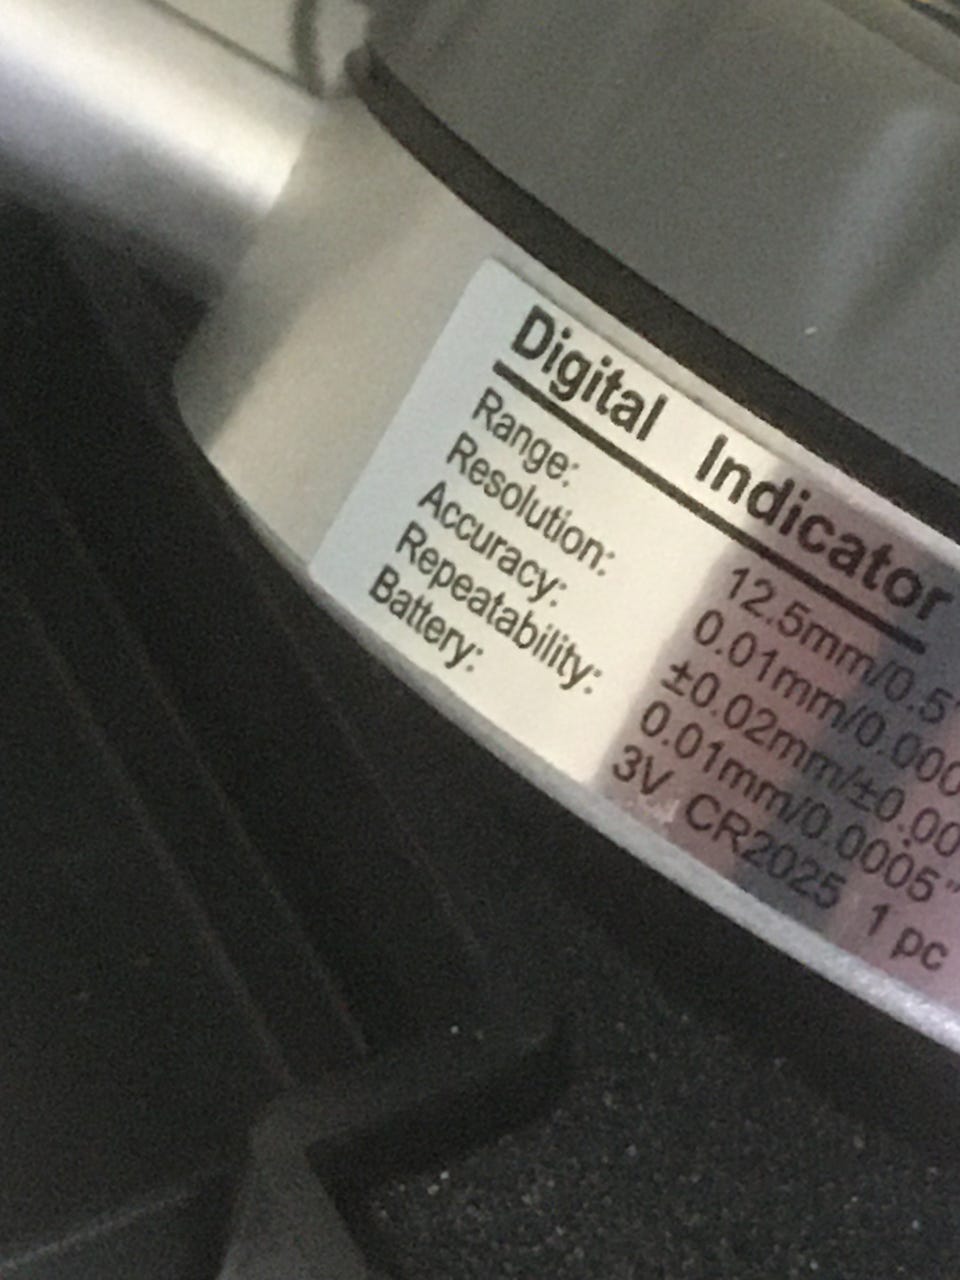 Digital Indicator
Range: 12.5mm/0.5"
Resolution: 0.01mm/0.000
Accuracy: ±0.02mm/±0.00
Repeatability: 0.01mm/0.0005"
Battery: 3V CR2025 1 pc